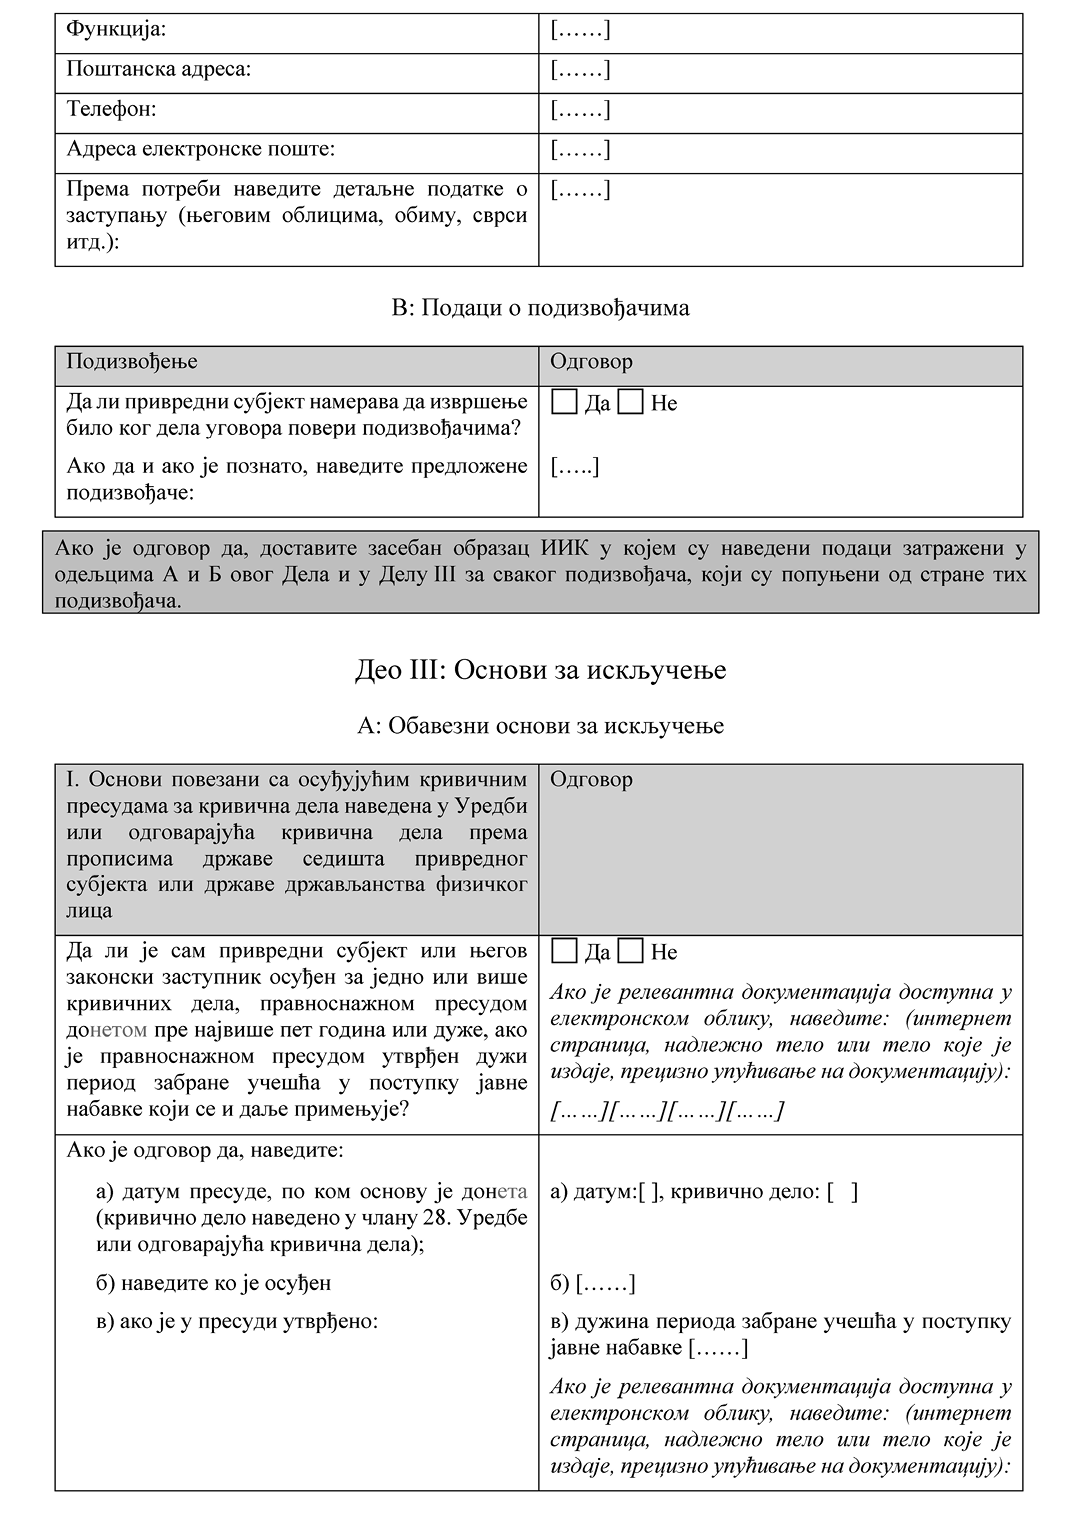 Функција:
[……]
Поштанска адреса:
[……]
Телефон:
[……]
Адреса електронске поште:
[……]
Према потреби наведите детаљне податке о
заступању (његовим облицима, обиму, сврси
итд.):
[……]
В: Подаци о подизвођачима
Подизвођење
Одговор
Да ли привредни субјект намерава да извршење
било ког дела уговора повери подизвођачима?
Ако да и ако је познато, наведите предложене
подизвођаче:
Да Не
[…..]
Ако је одговор да, доставите засебан образац ИИК у којем су наведени подаци затражени у
одељцима А и Б овог Дела и у Делу III за сваког подизвођача, који су попуњени од стране тих
подизвођача.
Део III: Основи за искључење
А: Обавезни основи за искључење
I. Основи повезани са осуђујућим кривичним
пресудама за кривична дела наведена у Уредби
или одговарајућа кривична дела према
прописима државе седишта привредног
субјекта или државе држављанства физичког
лица
Одговор
Да ли је сам привредни субјект или његов
законски заступник осуђен за једно или више
кривичних дела, правноснажном пресудом
донетом пре највише пет година или дуже, ако
је правноснажном пресудом утврђен дужи
период забране учешћа у поступку јавне
набавке који се и даље примењује?
Да Не
Ако је релевантна документација доступна у
електронском облику, наведите: (интернет
страница, надлежно тело или тело које је
издаје, прецизно упућивање на документацију):
[……][……][……][……]
Ако је одговор да, наведите:
а) датум пресуде, по ком основу је донета
(кривично дело наведено у члану 28. Уредбе
или одговарајућа кривична дела);
б) наведите ко је осуђен
в) ако је у пресуди утврђено:
а) датум:[ ], кривично дело: [ ]
б) [……]
в) дужина периода забране учешћа у поступку
јавне набавке [……]
Ако је релевантна документација доступна у
електронском облику, наведите: (интернет
страница, надлежно тело или тело које је
издаје, прецизно упућивање на документацију):